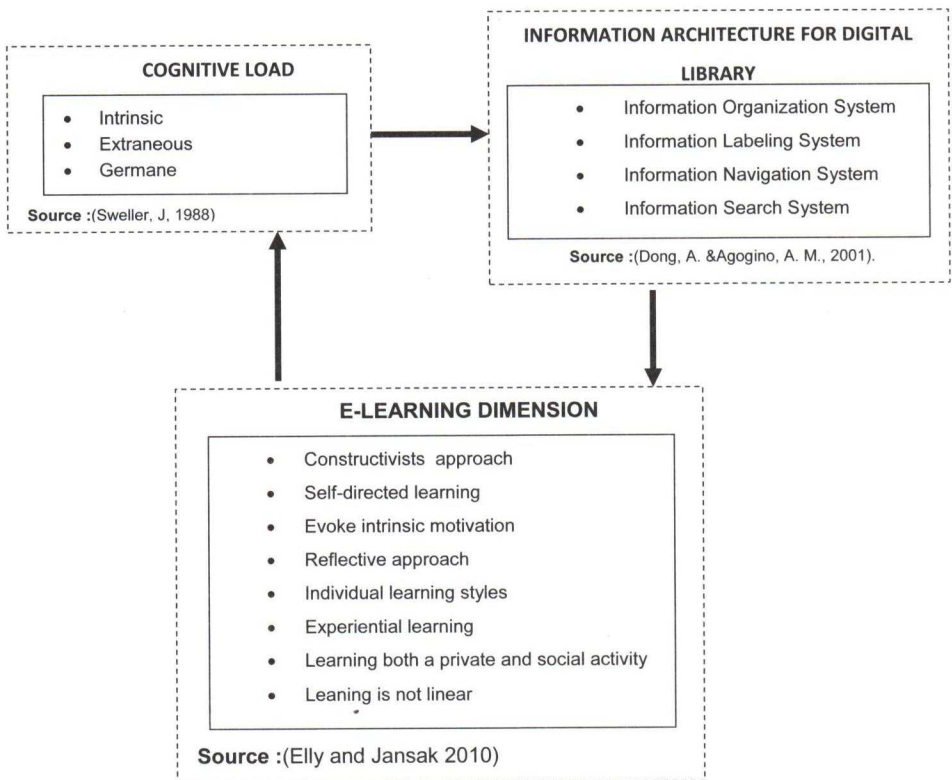 COGNITIVE LOAD
• Intrinsic
• Extraneous
• Germane
Source :(Sweller, J, 1988)
INFORMATION ARCHITECTURE FOR DIGITAL
LIBRARY
• Information Organization System
• Information Labeling System
• Information Navigation System
• Information Search System
Source :(Dong, A. &Agogino, A. M., 2001).
E-LEARNING DIMENSION
• Constructivists approach
• Self-directed learning
• Evoke intrinsic motivation
• Reflective approach
• Individual learning styles
• Experiential learning
• Learning both a private and social activity
• Leaning is not linear
Source :(Elly and Jansak 2010)